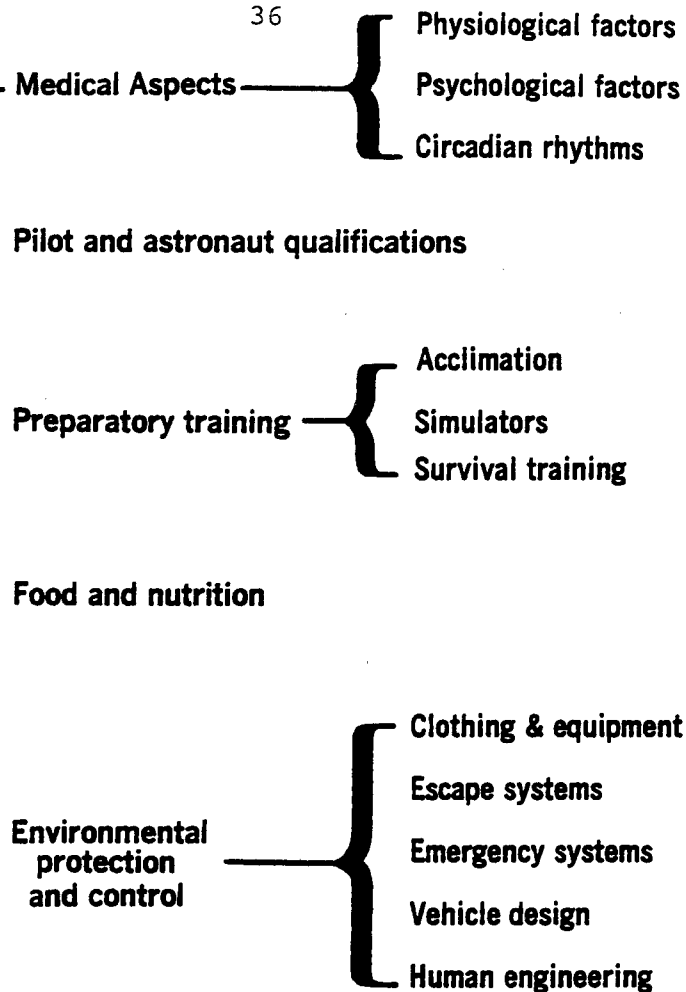 36
Physiological factors
Medical Aspects
Psychological factors
Circadian rhythms
Pilot and astronaut qualifications
Acclimation
Preparatory training
Simulators
Survival training
Food and nutrition
Clothing & equipment
Escape systems
Environmental
protection
and control
Emergency systems
Vehicle design
Human engineering